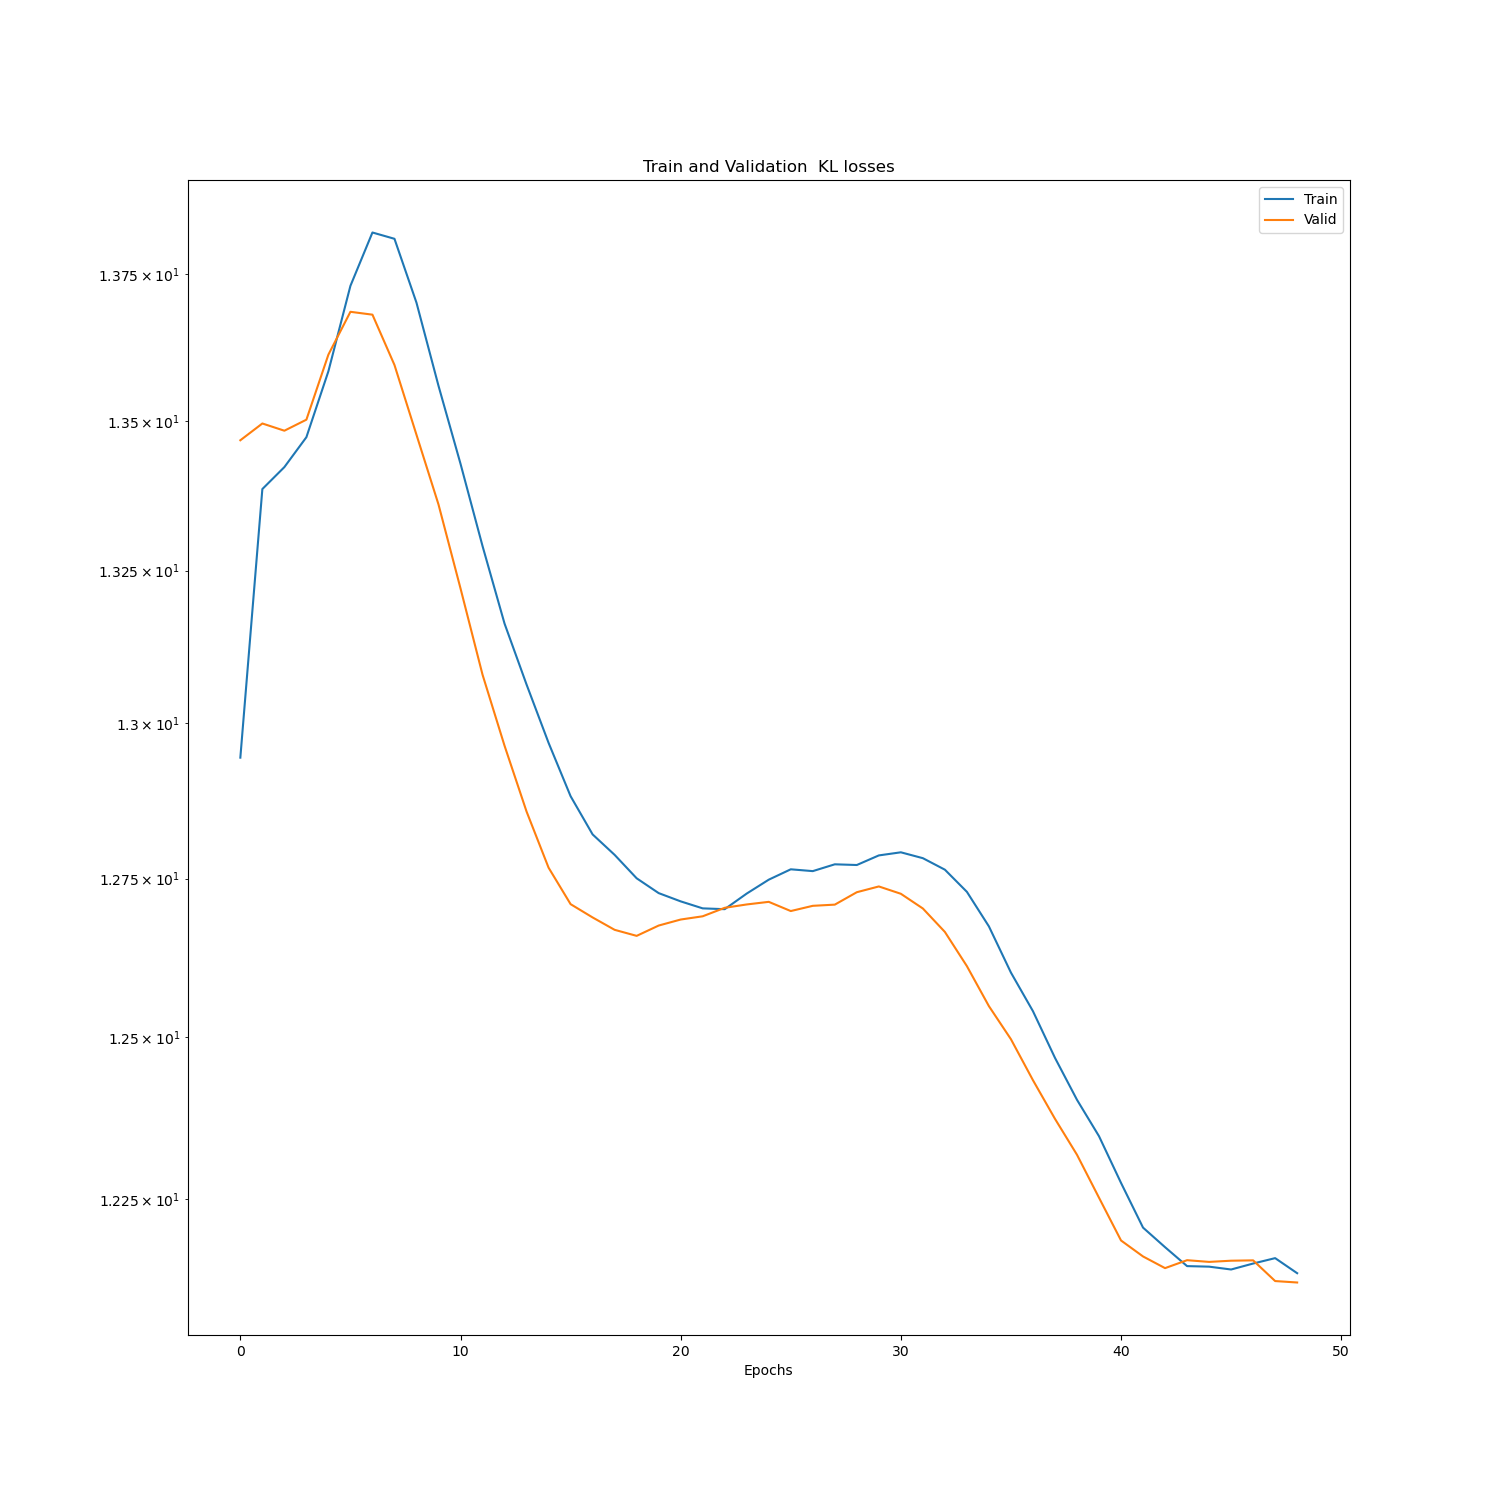 Train and Validation  KL losses
Train
Valid
1.375 × 10¹
1.35 × 10¹
1.325 × 10¹
1.3 × 10¹
1.275 × 10¹
1.25 × 10¹
1.225 × 10¹
0 10 20 30 40 50
Epochs